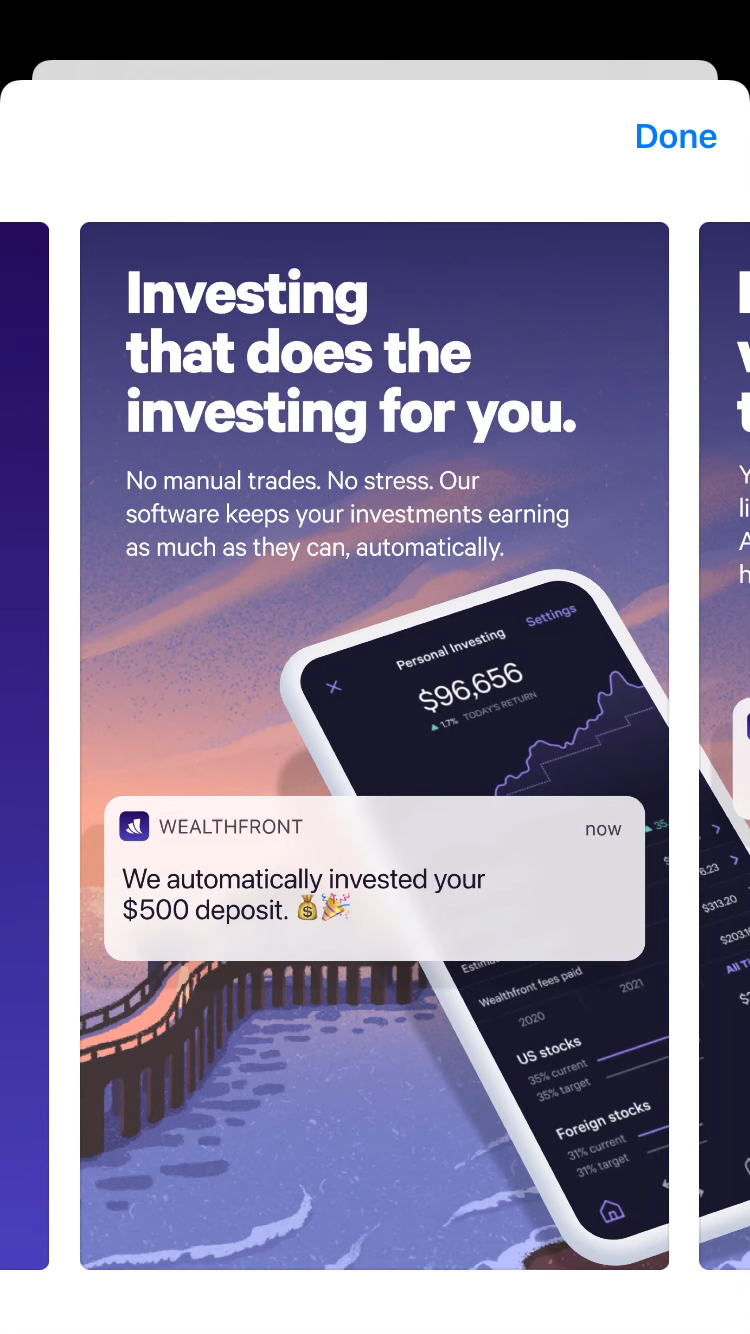 Done
Investing
that does the
investing for you.
No manual trades. No stress. Our
software keeps your investments earning
as much as they can, automatically.
Settings
Personal Investing
$96,656
1.7% TODAY'S RETURN
WEALTHFRONT
now
We automatically invested your
$500 deposit. 💰🎉
Wealthfront fees paid
2020
2021
US stocks
35% current
35% target
Foreign stocks
31% current
31% target
$313.20